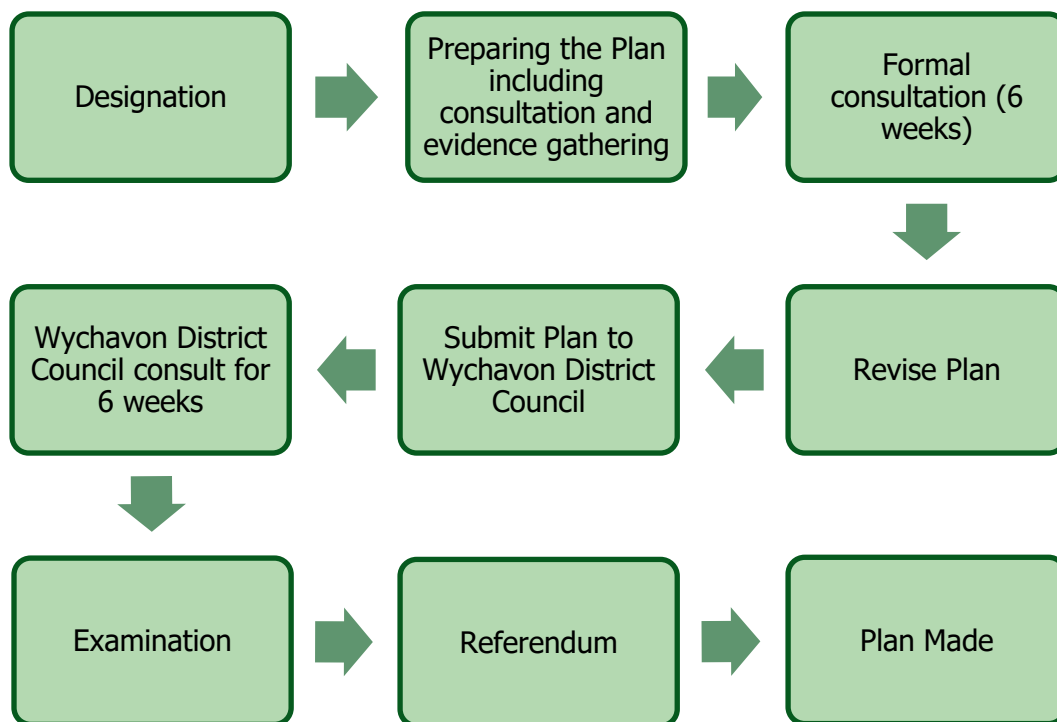 Designation
Preparing the Plan
including
consultation and
evidence gathering
Formal
consultation (6
weeks)
Revise Plan
Submit Plan to
Wychavon District
Council
Wychavon District
Council consult for
6 weeks
Examination
Referendum
Plan Made